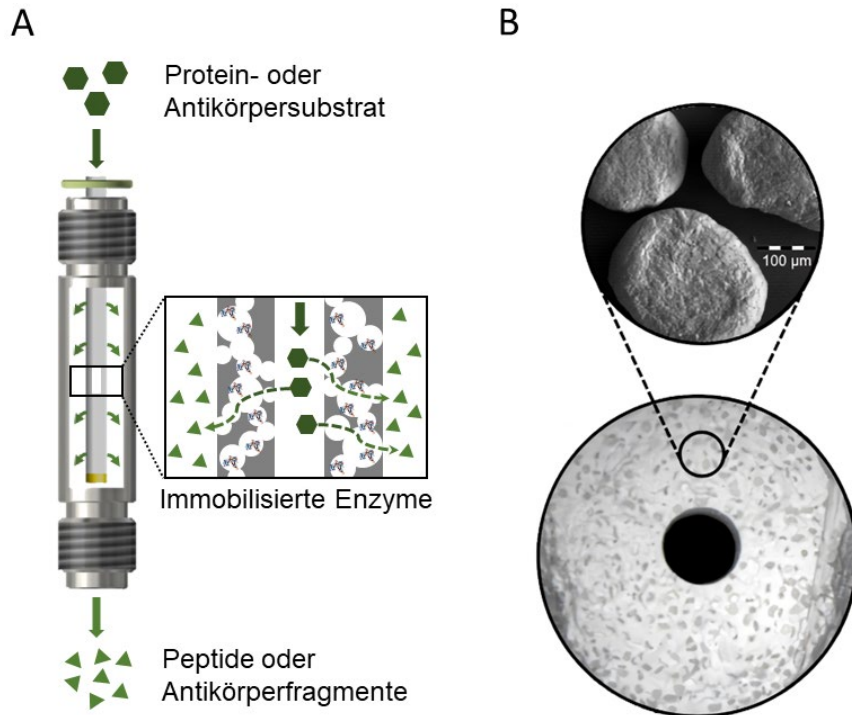 A
Protein- oder
Antikörpersubstrat
Immobilisierte Enzyme
Peptide oder
Antikörperfragmente
B
100 µm